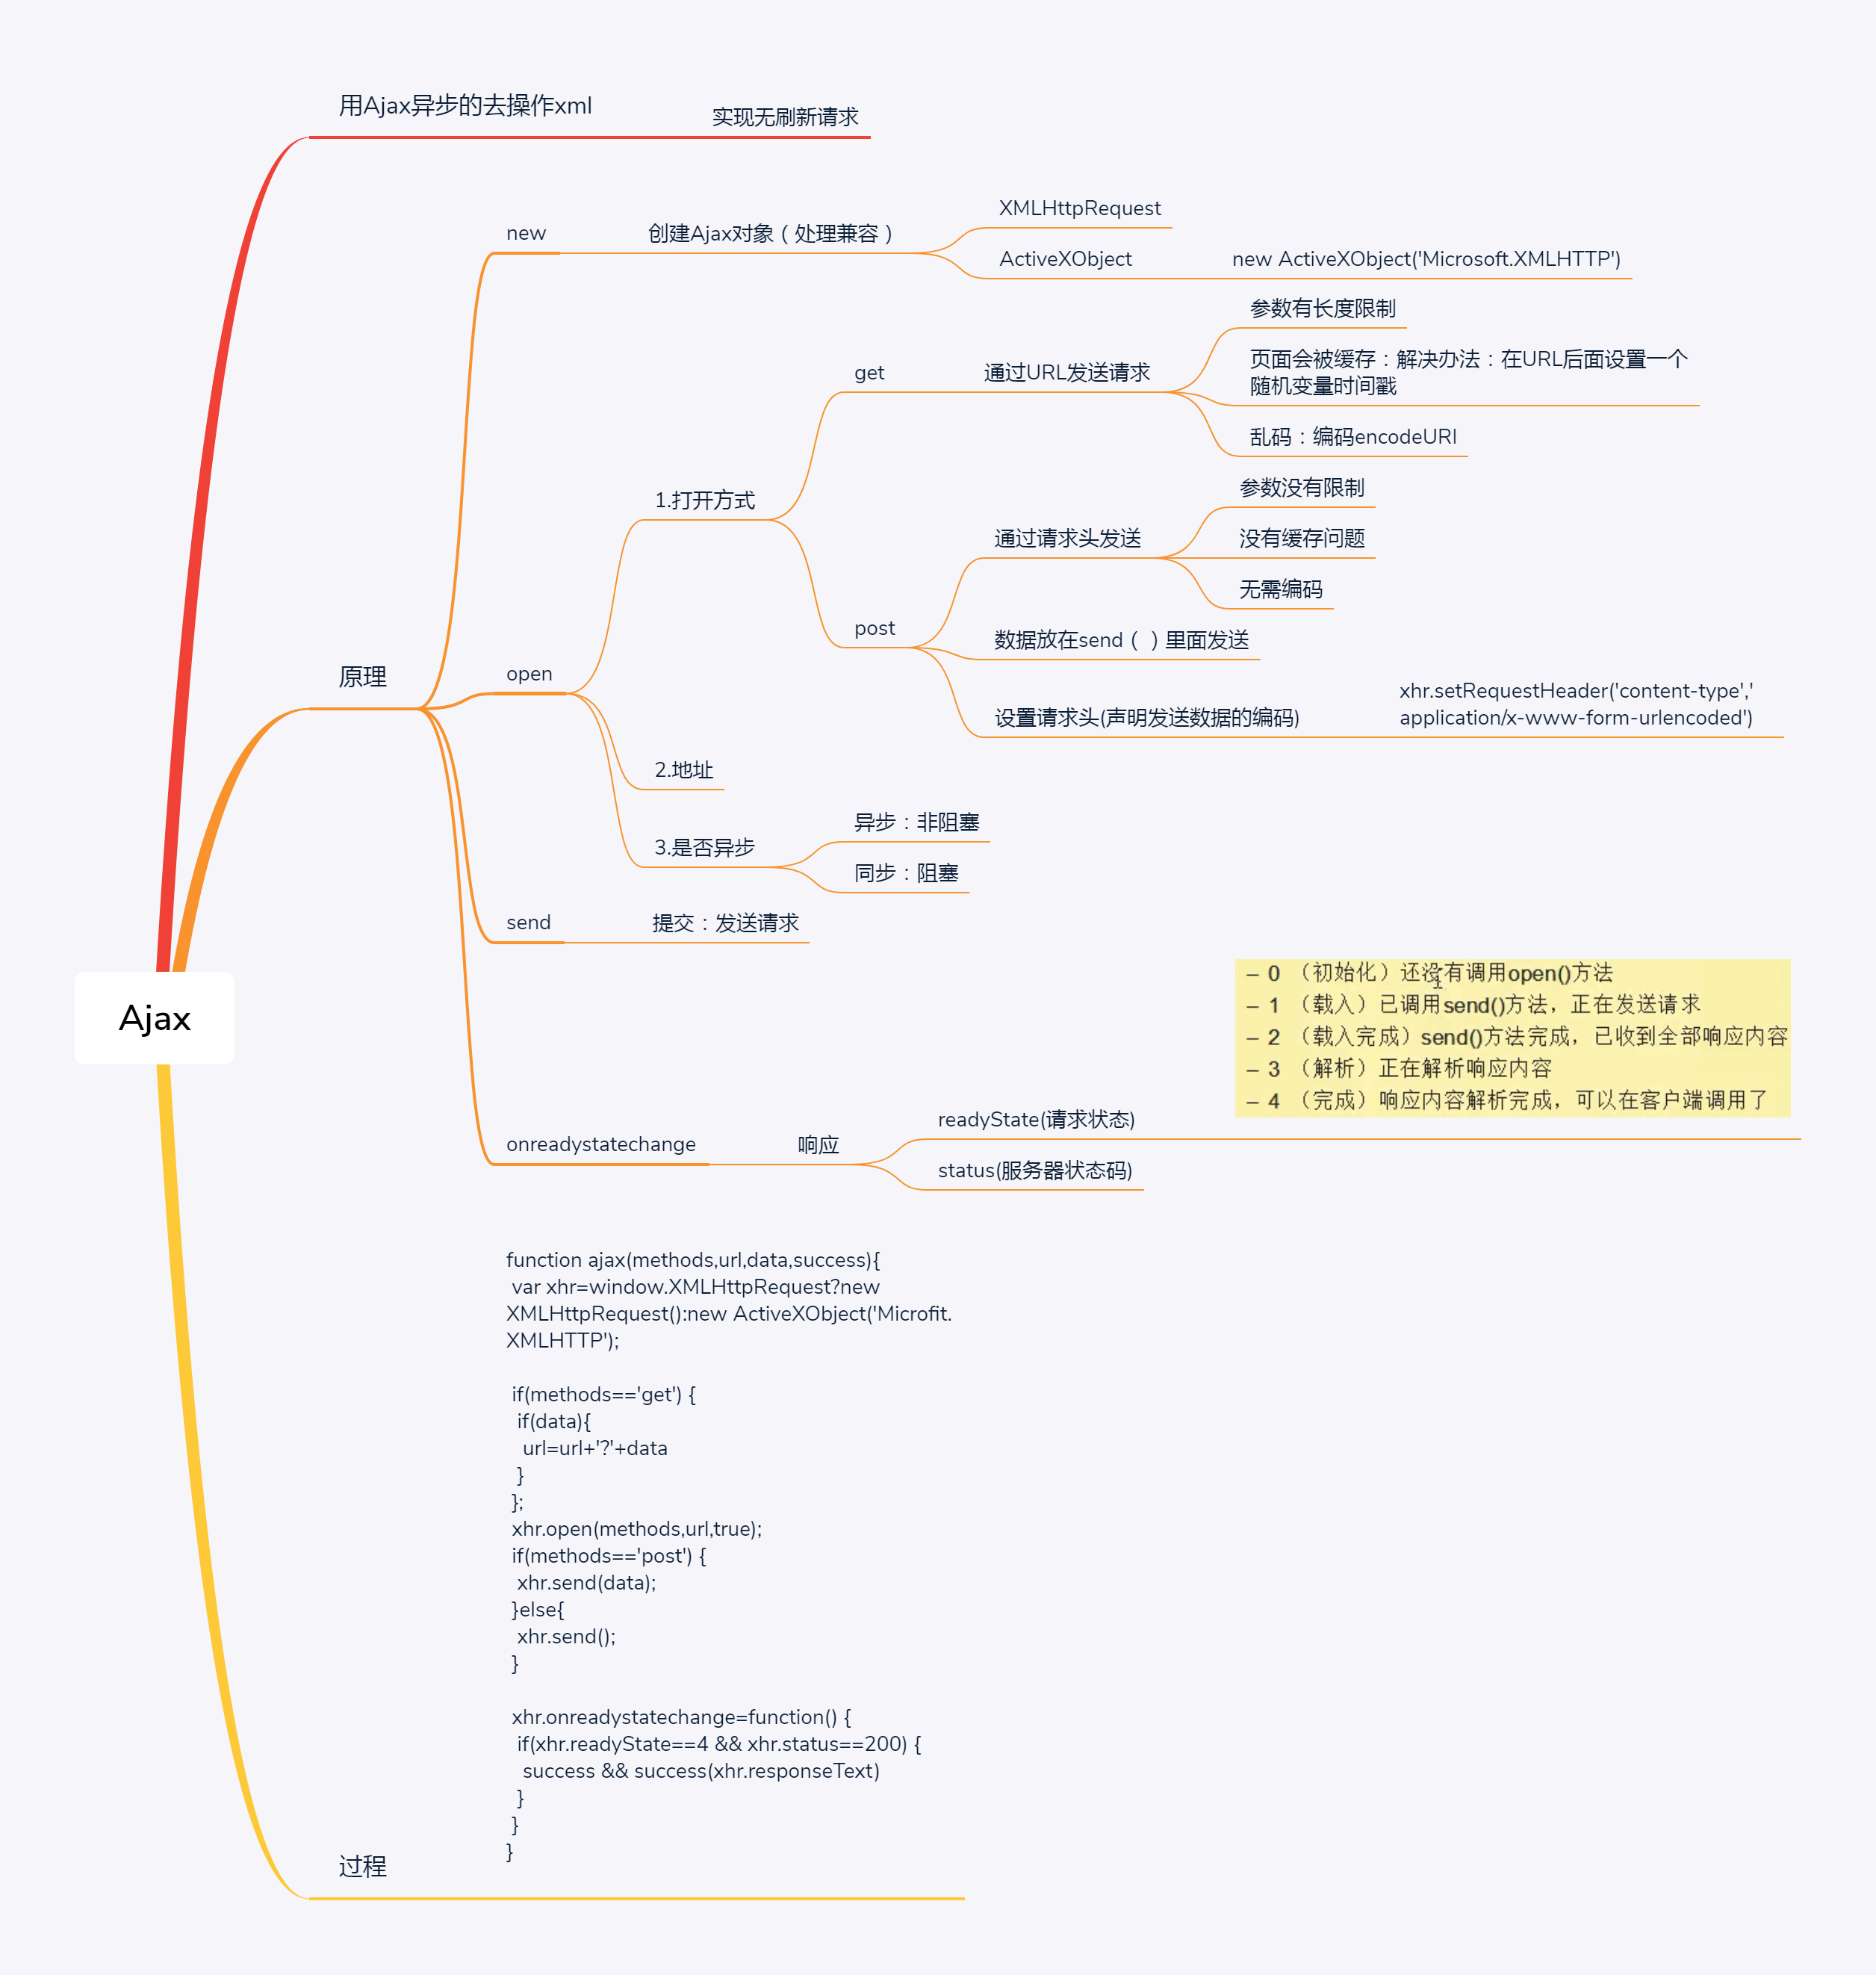 用Ajax异步的去操作xml
实现无刷新请求
new
创建Ajax对象（处理兼容）
XMLHttpRequest
ActiveXObject
new ActiveXObject('Microsoft.XMLHTTP')
原理
open
1.打开方式
get
通过URL发送请求
参数有长度限制
页面会被缓存：解决办法：在URL后面设置一个
随机变量时间戳
乱码：编码encodeURI
post
通过请求头发送
参数没有限制
没有缓存问题
无需编码
数据放在send（ ）里面发送
设置请求头(声明发送数据的编码)
xhr.setRequestHeader('content-type','
application/x-www-form-urlencoded')
2.地址
3.是否异步
异步：非阻塞
同步：阻塞
send
提交：发送请求
Ajax
onreadystatechange
响应
readyState(请求状态)
– 0 （初始化）还没有调用open()方法
– 1 （载入）已调用send()方法，正在发送请求
– 2 （载入完成）send()方法完成，已收到全部响应内容
– 3 （解析）正在解析响应内容
– 4 （完成）响应内容解析完成，可以在客户端调用了
status(服务器状态码)
过程
function ajax(methods,url,data,success){
var xhr=window.XMLHttpRequest?new
XMLHttpRequest():new ActiveXObject('Microfit.
XMLHTTP');
if(methods=='get') {
if(data){
url=url+'?'+data
}
};
xhr.open(methods,url,true);
if(methods=='post') {
xhr.send(data);
}else{
xhr.send();
}
xhr.onreadystatechange=function() {
if(xhr.readyState==4 && xhr.status==200) {
success && success(xhr.responseText)
}
}
}